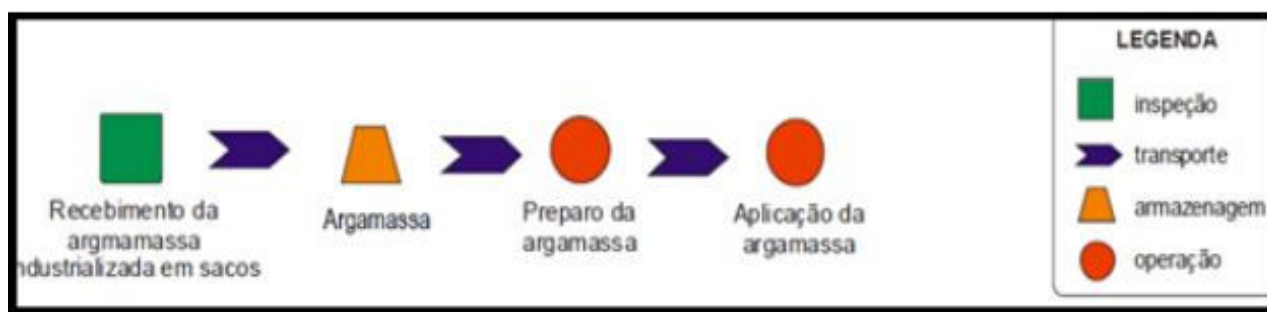 LEGENDA
inspeção
transporte
armazenagem
operação
Recebimento da
argmamassa
ndustrializada em sacos
Argamassa
Preparo da
argamassa
Aplicação da
argamassa